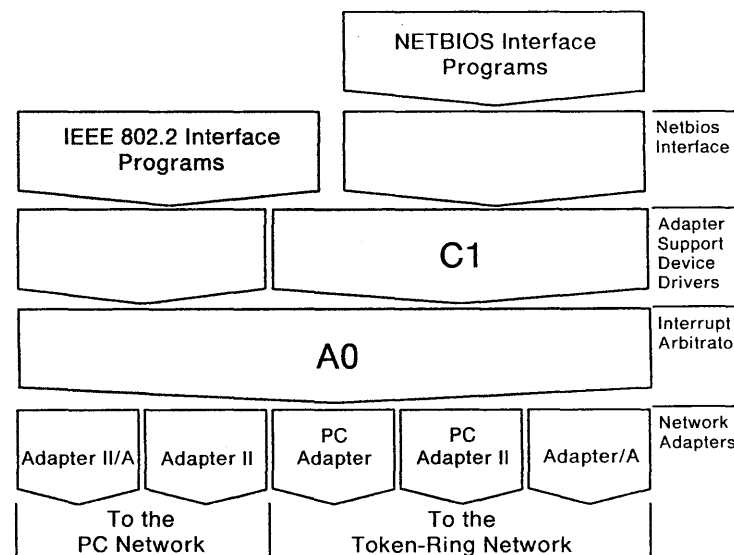 NETBIOS Interface
Programs
IEEE 802.2 Interface
Programs
Netbios
Interface
C1
Adapter
Support
Device
Drivers
A0
Interrupt
Arbitrato
Adapter II/A
Adapter II
PC
Adapter
PC
Adapter II
Adapter/A
Network
Adapters
To the
PC Network
To the
Token-Ring Network